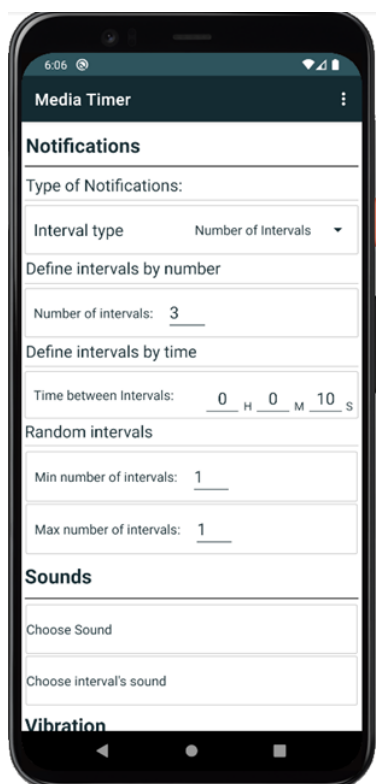 6:06
Media Timer
Notifications
Type of Notifications:
Interval type Number of Intervals
Define intervals by number
Number of intervals: 3
Define intervals by time
Time between Intervals: 0 H 0 M 10 S
Random intervals
Min number of intervals: 1
Max number of intervals: 1
Sounds
Choose Sound
Choose interval's sound
Vibration